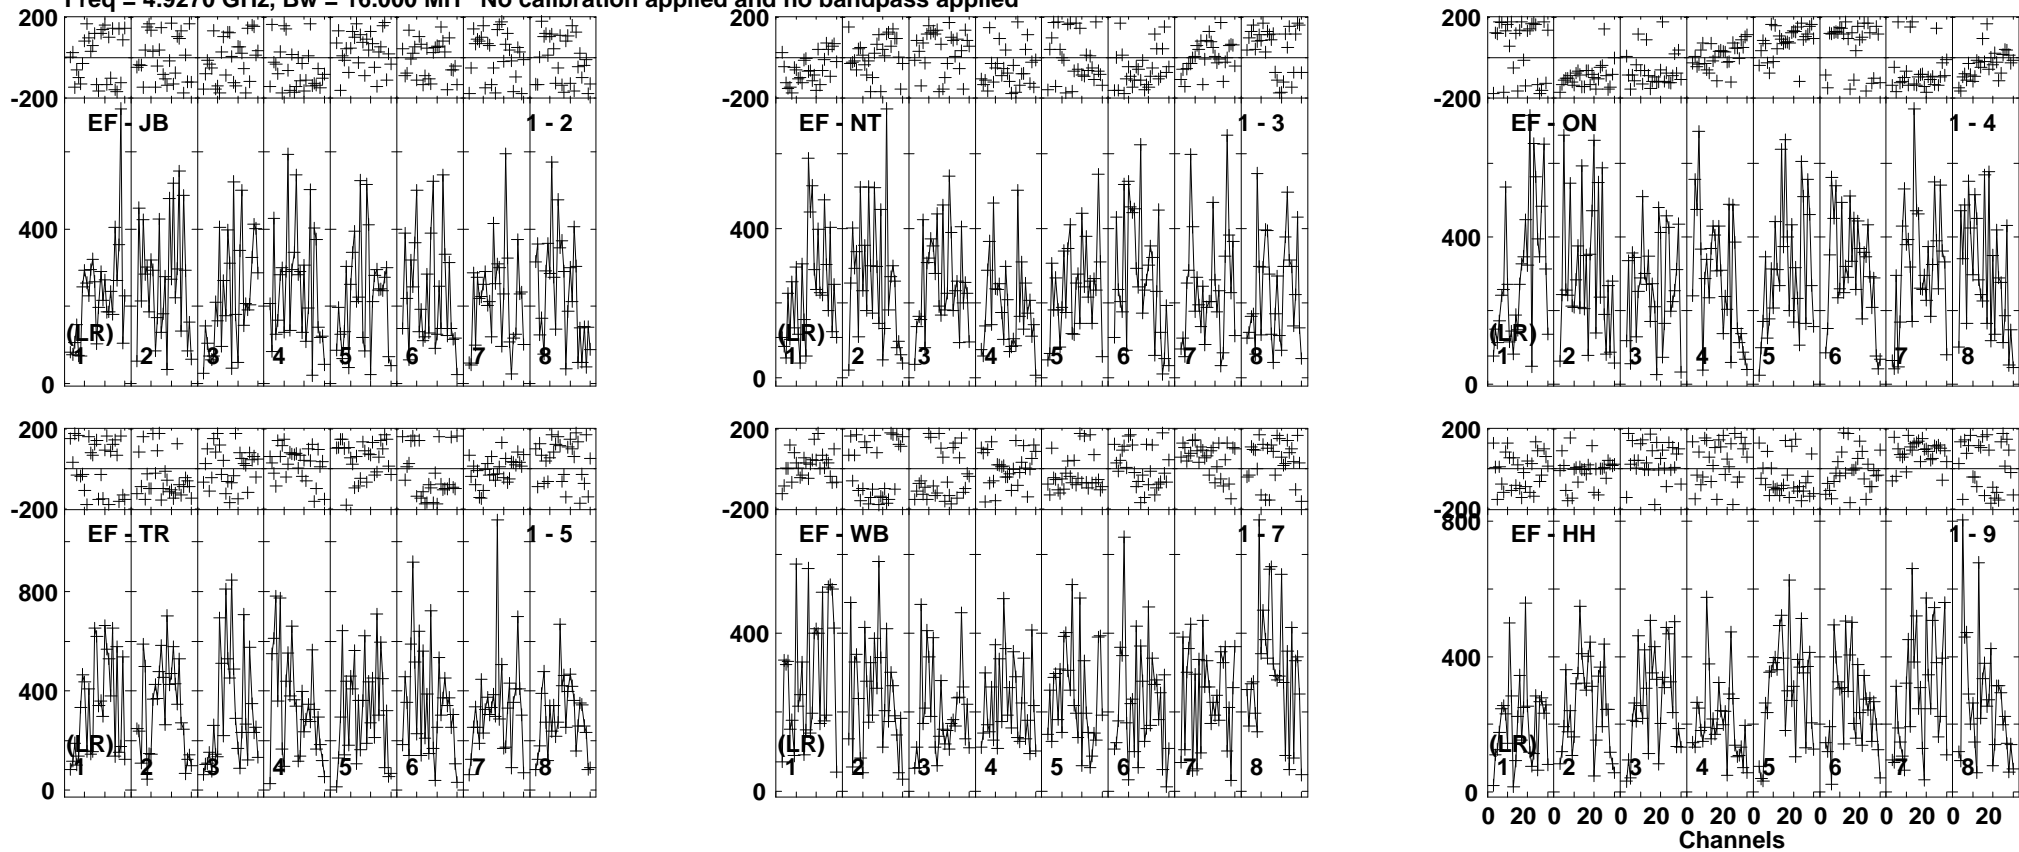 Freq = 4.9270 GHz, Bw = 16.000 MH No calibration applied and no bandpass applied
200 200 200
-200 -200 -200
EF - JB 1 - 2 EF - NT 1 - 3 EF - ON 1 - 4
400 400 400
(LR) (LR) (LR)
1 2 3 4 5 6 7 8 1 2 3 4 5 6 7 8 1 2 3 4 5 6 7 8
0 0 0
200 200 200
-200 -200 -200
EF - TR 1 - 5 EF - WB 1 - 7 800 EF - HH 1 - 9
800
400 400 400
(LR) (LR) (LR)
1 2 3 4 5 6 7 8 1 2 3 4 5 6 7 8 1 2 3 4 5 6 7 8
0 0 0
0 20 0 20 0 20 0 20 0 20 0 20 0 20 0 20
Channels